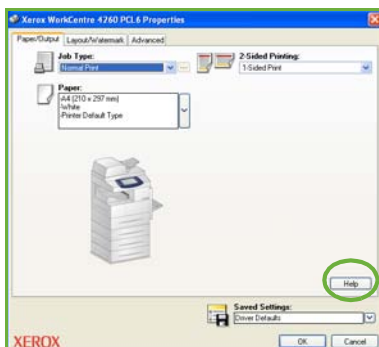 Xerox WorkCentre 4260 PCL6 Properties
Paper/Output Layout/Watermark Advanced
Job Type:
Normal Print
2-Sided Printing:
1-Sided Print
Paper:
-A4 (210 x 297 mm)
-White
-Printer Default Type
Help
Saved Settings:
Driver Defaults
XEROX
OK Cancel